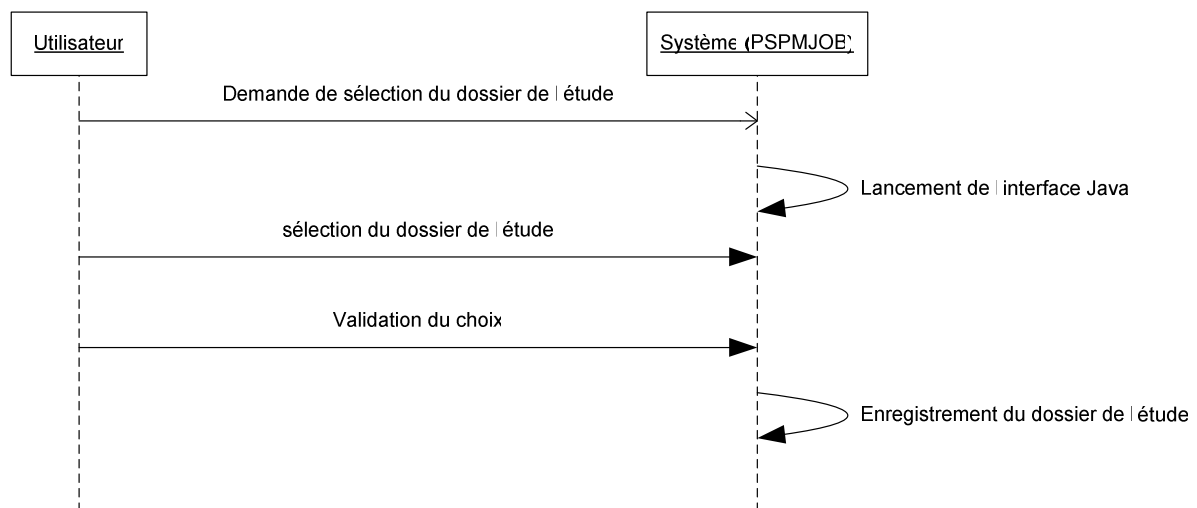 Utilisateur
Système (PSPMJOB)
Demande de sélection du dossier de l étude
Lancement de l interface Java
sélection du dossier de l étude
Validation du choix
Enregistrement du dossier de l étude